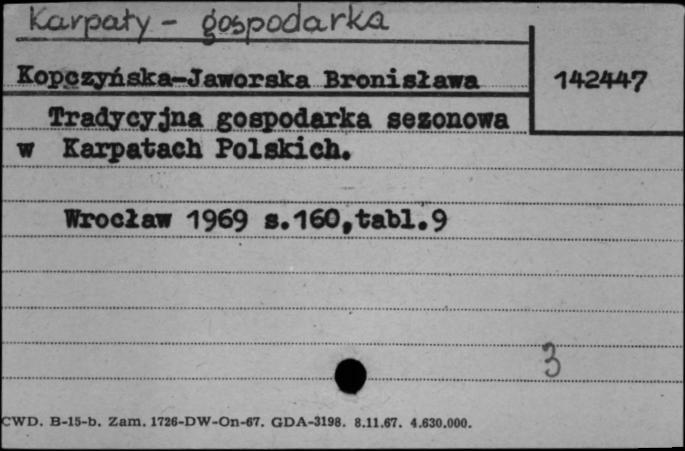 Karpaty - gospodarka
Kopczyńska-Jaworska Bronisława 142447
Tradycyjna gospodarka sezonowa
w Karpatach Polskich.
Wrocław 1969 s.160,tabl.9
3
CWD. B-15-b. Zam. 1726-DW-On-67. GDA-3198. 8.11.67. 4.630.000.